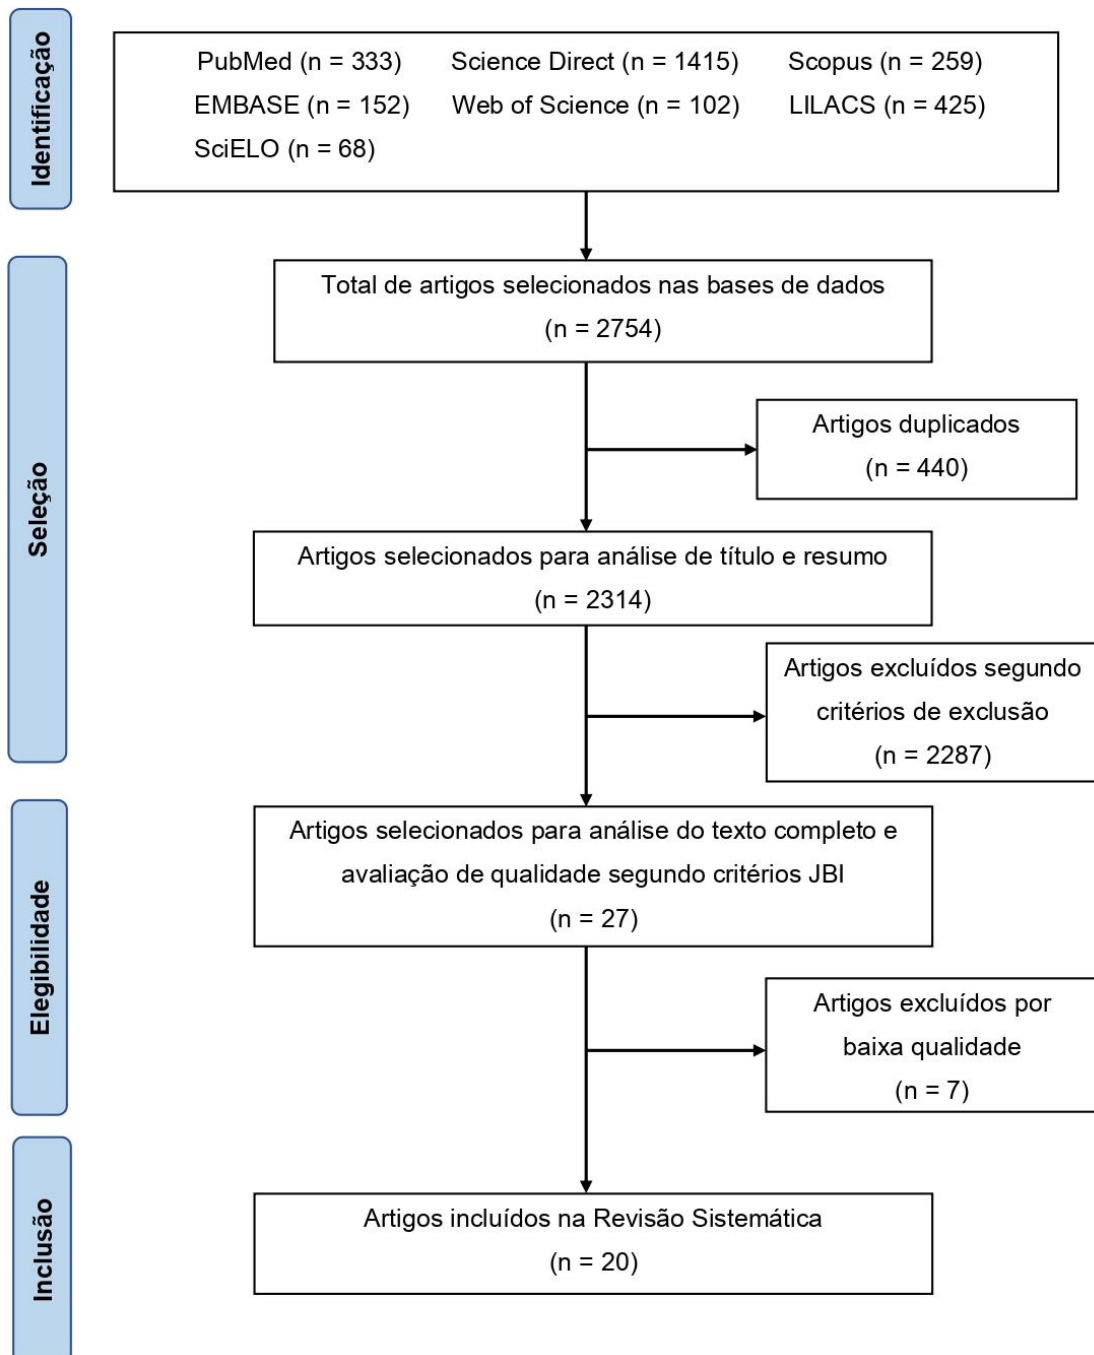 Identificação
PubMed (n = 333) Science Direct (n = 1415) Scopus (n = 259)
EMBASE (n = 152) Web of Science (n = 102) LILACS (n = 425)
SciELO (n = 68)
Seleção
Total de artigos selecionados nas bases de dados
(n = 2754)
Artigos duplicados
(n = 440)
Artigos selecionados para análise de título e resumo
(n = 2314)
Artigos excluídos segundo
critérios de exclusão
(n = 2287)
Elegibilidade
Artigos selecionados para análise do texto completo e
avaliação de qualidade segundo critérios JBI
(n = 27)
Artigos excluídos por
baixa qualidade
(n = 7)
Inclusão
Artigos incluídos na Revisão Sistemática
(n = 20)